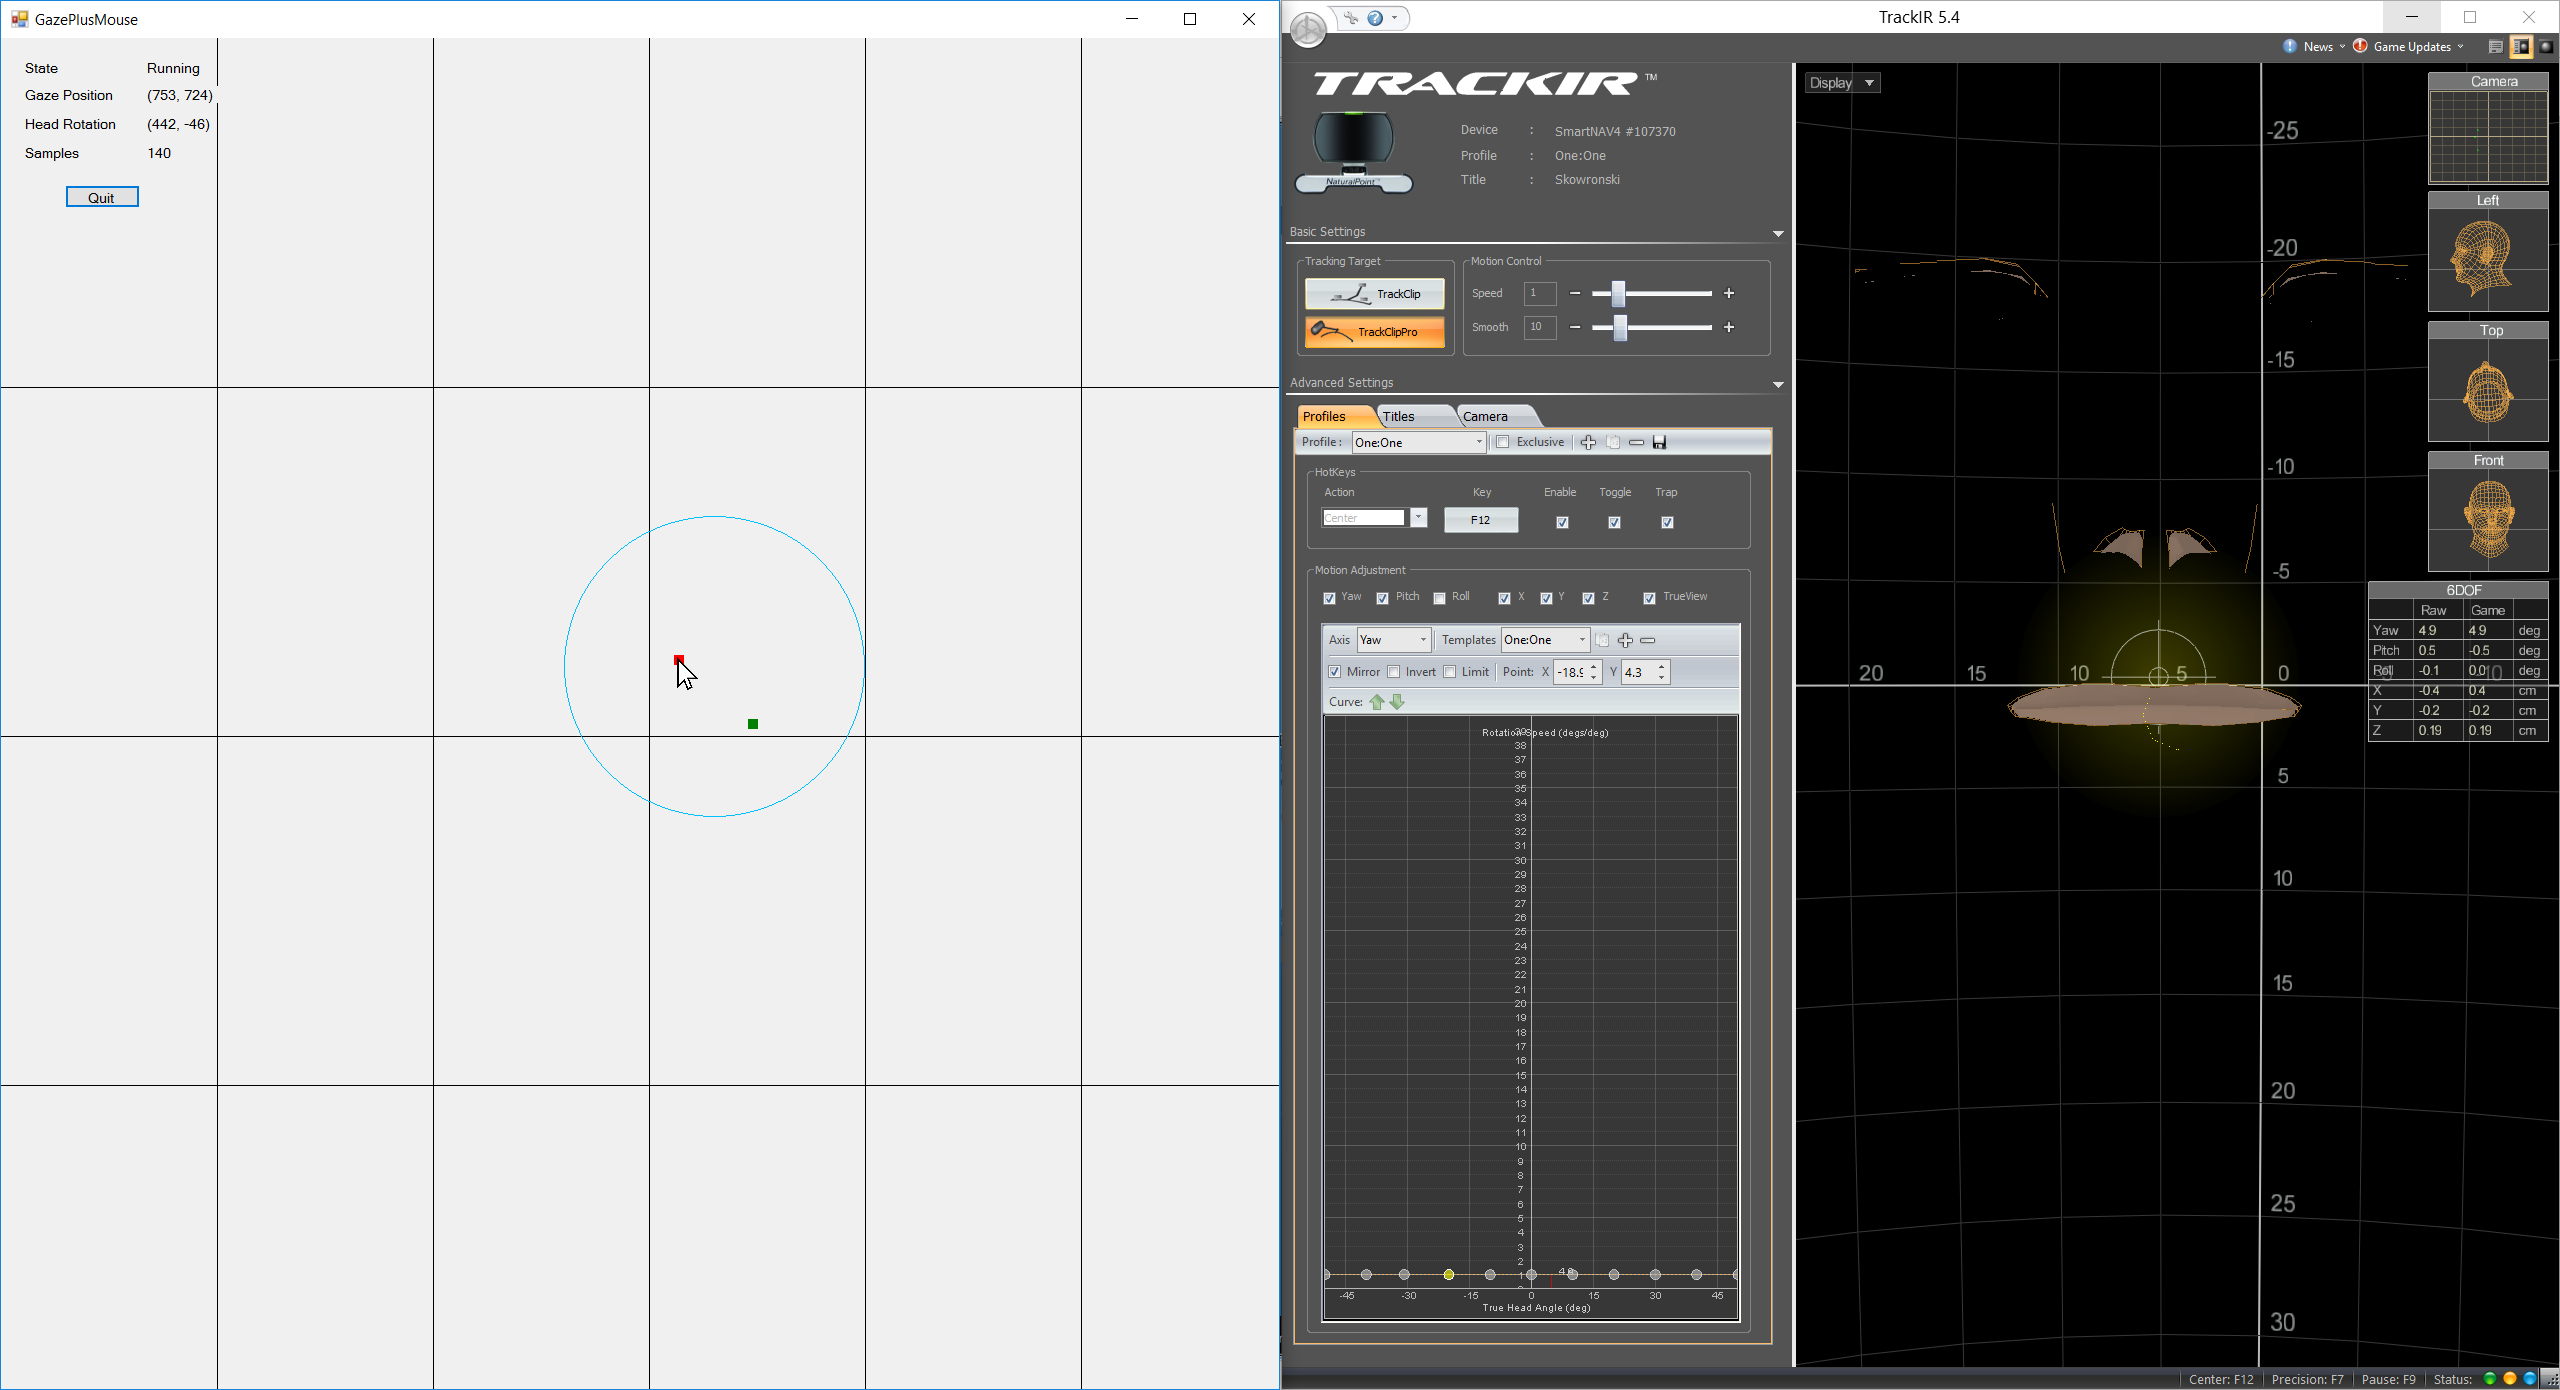 GazePlusMouse
State Running
Gaze Position (753, 724)
Head Rotation (442, -46)
Samples 140
Quit
TrackIR 5.4
News
Game Updates
TRACKIR ™
NaturalPoint
Device : SmartNAV4 #107370
Profile : One:One
Title : Skowronski
Basic Settings
Tracking Target
TrackClip
TrackClipPro
Motion Control
Speed 1
Smooth 10
Advanced Settings
Profiles Titles Camera
Profile : One:One Exclusive
HotKeys
Action Key Enable Toggle Trap
Center F12
Motion Adjustment
Yaw Pitch Roll X Y Z TrueView
Axis Yaw Templates One:One
Mirror Invert Limit Point: X -18.9 Y 4.3
Curve:
Rotation Speed (degs/deg)
39
38
37
36
35
34
33
32
31
30
29
28
27
26
25
24
23
22
21
20
19
18
17
16
15
14
13
12
11
10
9
8
7
6
5
4
3
2
1
-45 -30 -15 0 15 30 45
True Head Angle (deg)
Display
-25
-20
-15
-10
-5
20 15 10 5 0 10
5
10
15
20
25
30
Camera
Left
Top
Front
6DOF
Raw Game
Yaw 4.9 4.9 deg
Pitch 0.5 -0.5 deg
Roll -0.1 0.0 deg
X -0.4 0.4 cm
Y -0.2 -0.2 cm
Z 0.19 0.19 cm
Center: F12 Precision: F7 Pause: F9 Status: